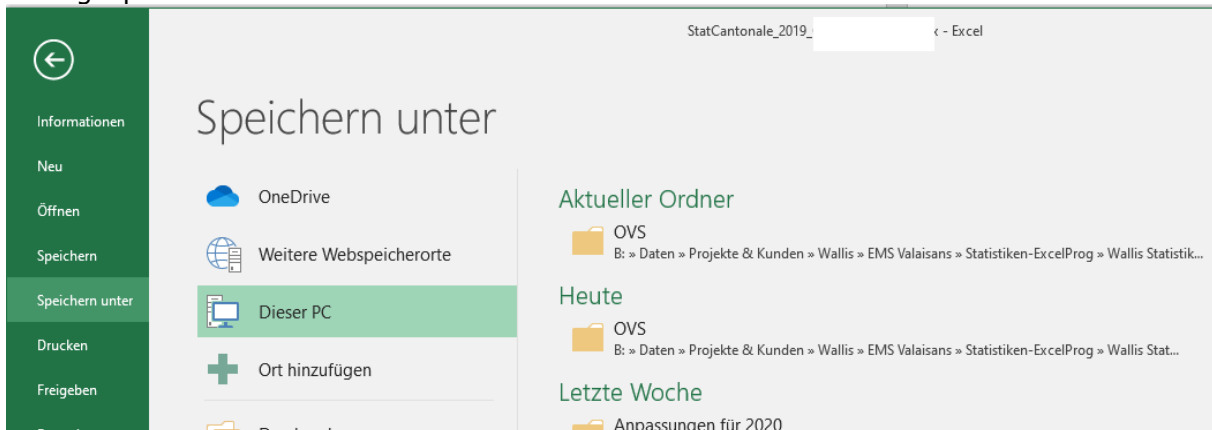 StatCantonale_2019_ - Excel
Informationen
Neu
Öffnen
Speichern
Speichern unter
Drucken
Freigeben
Speichern unter
OneDrive
Weitere Webspeicherorte
Dieser PC
Ort hinzufügen
Aktueller Ordner
OVS
B: » Daten » Projekte & Kunden » Wallis » EMS Valaisans » Statistiken-ExcelProg » Wallis Statistik...
Heute
OVS
B: » Daten » Projekte & Kunden » Wallis » EMS Valaisans » Statistiken-ExcelProg » Wallis Stat...
Letzte Woche
Anpassungen für 2020